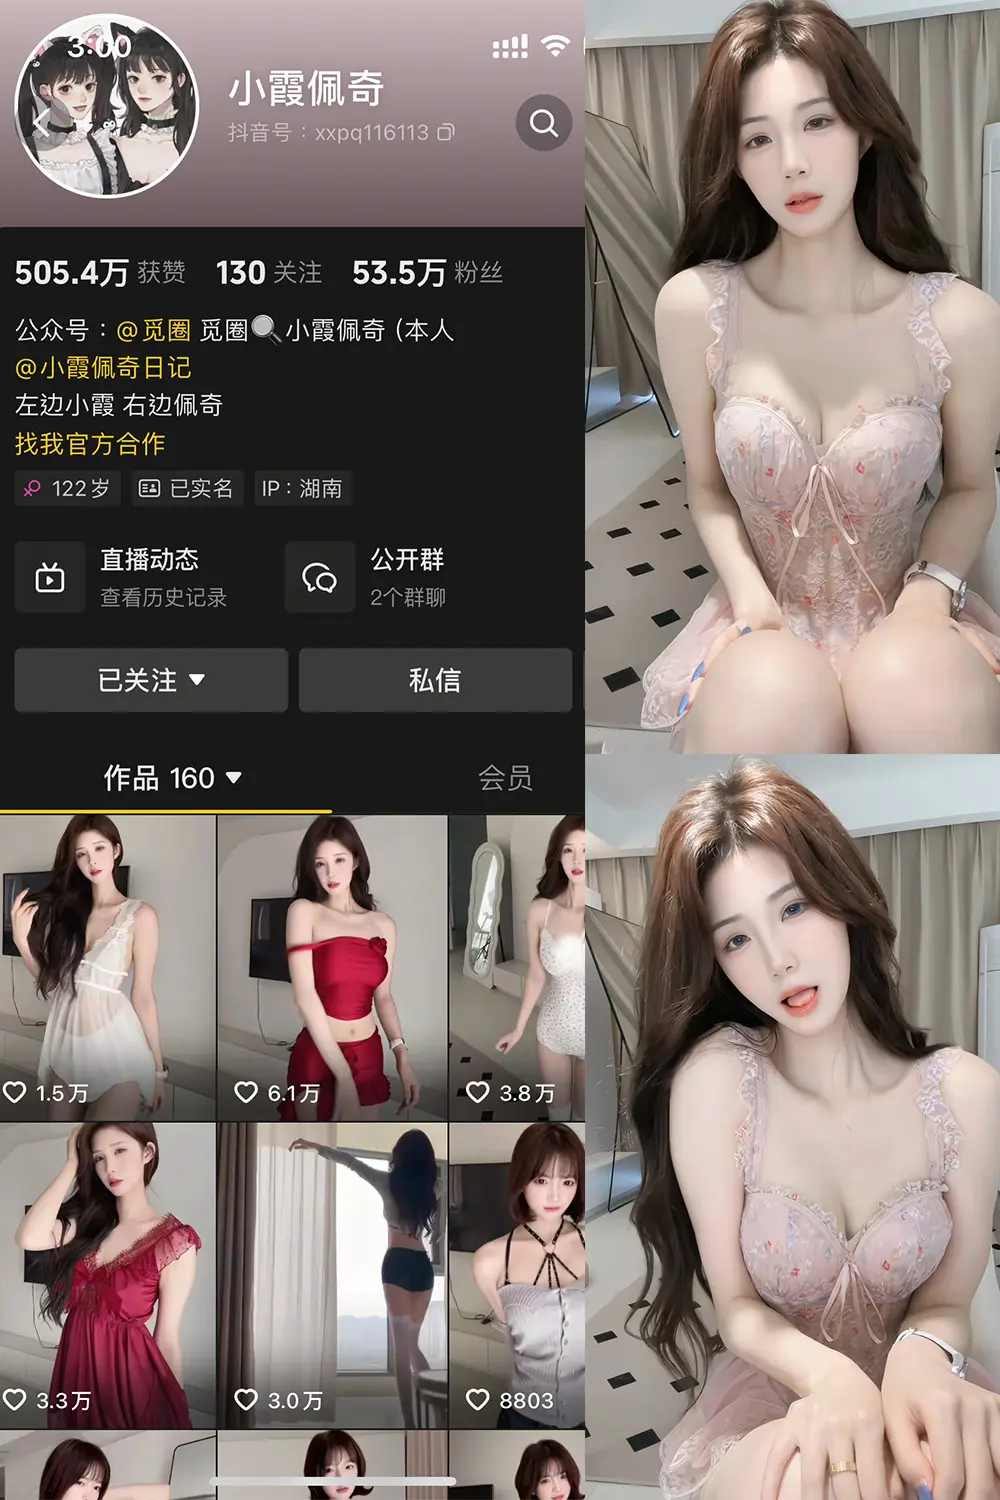 3:00
小霞佩奇
抖音号：xxpq116113
505.4万 获赞 130 关注 53.5万 粉丝
公众号：@觅圈 觅圈🔍小霞佩奇 (本人
@小霞佩奇日记
左边小霞 右边佩奇
找我官方合作
122岁 已实名 IP：湖南
直播动态 公开群
查看历史记录 2个群聊
已关注 私信
作品 160 会员
1.5万 6.1万 3.8万
3.3万 3.0万 8803